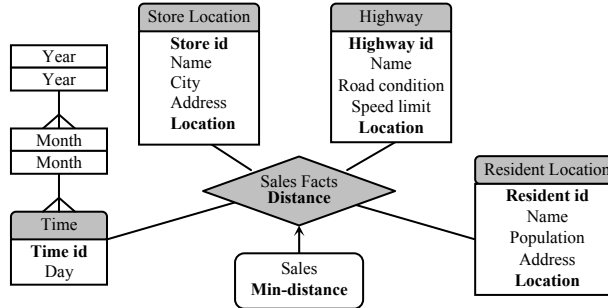 Store Location
Store id
Name
City
Address
Location
Highway
Highway id
Name
Road condition
Speed limit
Location
Year
Year
Month
Month
Time
Time id
Day
Sales Facts
Distance
Sales
Min-distance
Resident Location
Resident id
Name
Population
Address
Location